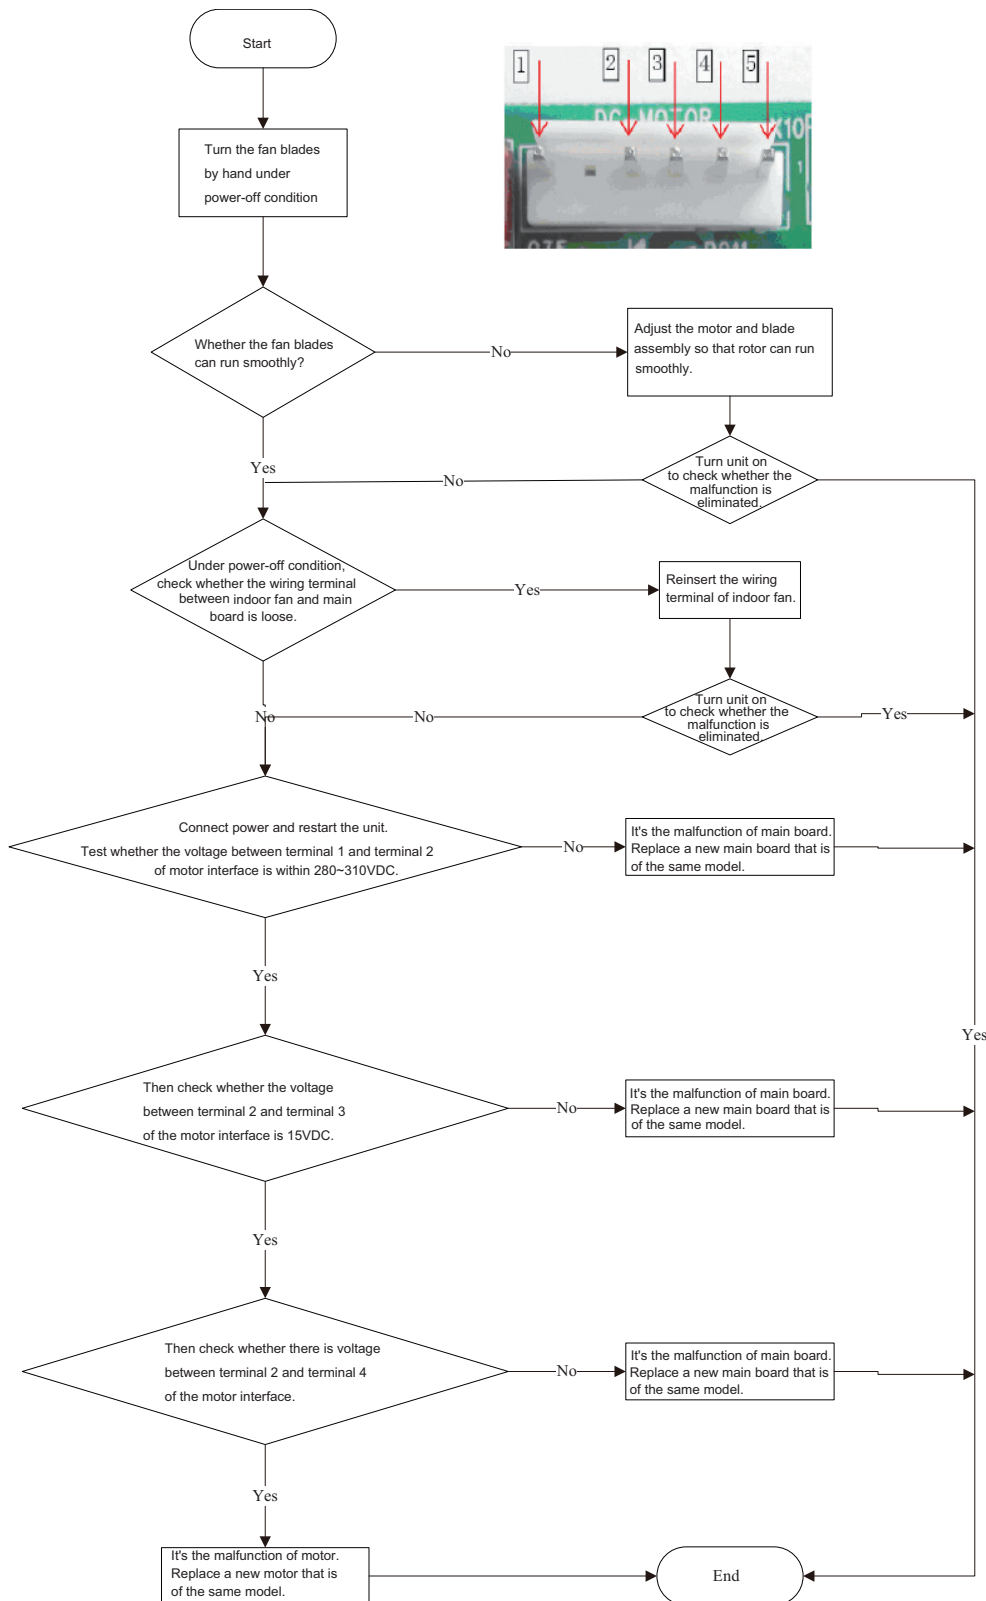 Start
1
2
3
4
5
DC MOTOR
1
Turn the fan blades
by hand under
power-off condition
Whether the fan blades
can run smoothly?
No
Adjust the motor and blade
assembly so that rotor can run
smoothly.
Yes
No
Turn unit on
to check whether the
malfunction is
eliminated.
Under power-off condition,
check whether the wiring terminal
between indoor fan and main
board is loose.
Yes
Reinsert the wiring
terminal of indoor fan.
No
No
Turn unit on
to check whether the
malfunction is
eliminated.
Yes
Connect power and restart the unit.
Test whether the voltage between terminal 1 and terminal 2
of motor interface is within 280~310VDC.
No
It's the malfunction of main board.
Replace a new main board that is
of the same model.
Yes
Yes
Then check whether the voltage
between terminal 2 and terminal 3
of the motor interface is 15VDC.
No
It's the malfunction of main board.
Replace a new main board that is
of the same model.
Yes
Then check whether there is voltage
between terminal 2 and terminal 4
of the motor interface.
No
It's the malfunction of main board.
Replace a new main board that is
of the same model.
Yes
It's the malfunction of motor.
Replace a new motor that is
of the same model.
End